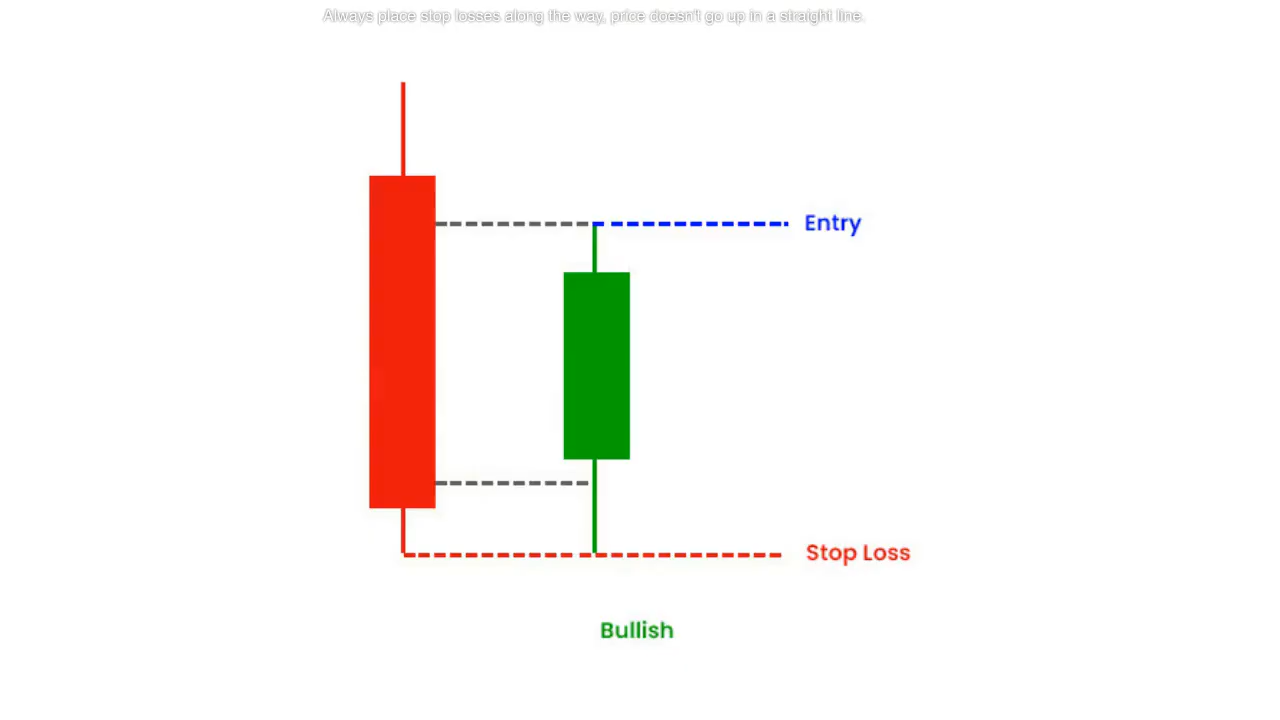 Always place stop losses along the way, price doesn't go up in a straight line.
Entry
Stop Loss
Bullish